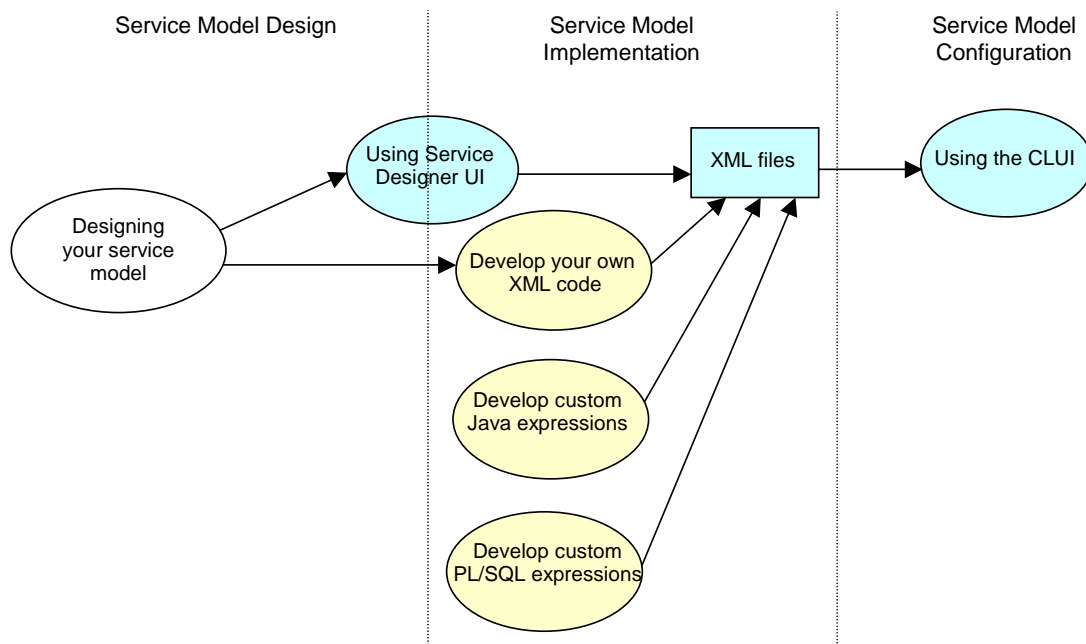 Service Model Design
Service Model
Implementation
Service Model
Configuration
Using Service
Designer UI
XML files
Using the CLUI
Designing
your service
model
Develop your own
XML code
Develop custom
Java expressions
Develop custom
PL/SQL expressions